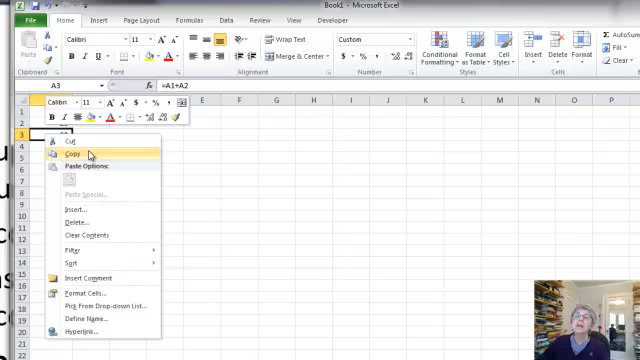 Book1 - Microsoft Excel
File Home Insert Page Layout Formulas Data Review View Developer
Calibri 11 A A Wrap Text General AutoSum
B I U A Merge & Center $ % , Conditional Formatting Format as Table Cell Styles Insert Delete Format Fill
Clear
Clipboard Font Alignment Number Styles Cells
A3 fx =A1+A2
Calibri 11 A A $ % ,
B I A
E F G H I J K L M N O P
1
2
3
4
5
6
7
8
9
10
11
12
13
14
15
16
17
18
19
20
Cut
Copy
Paste Options:
Paste Special...
Insert...
Delete...
Clear Contents
Filter
Sort
Insert Comment
Format Cells...
Pick From Drop-down List...
Define Name...
Hyperlink...